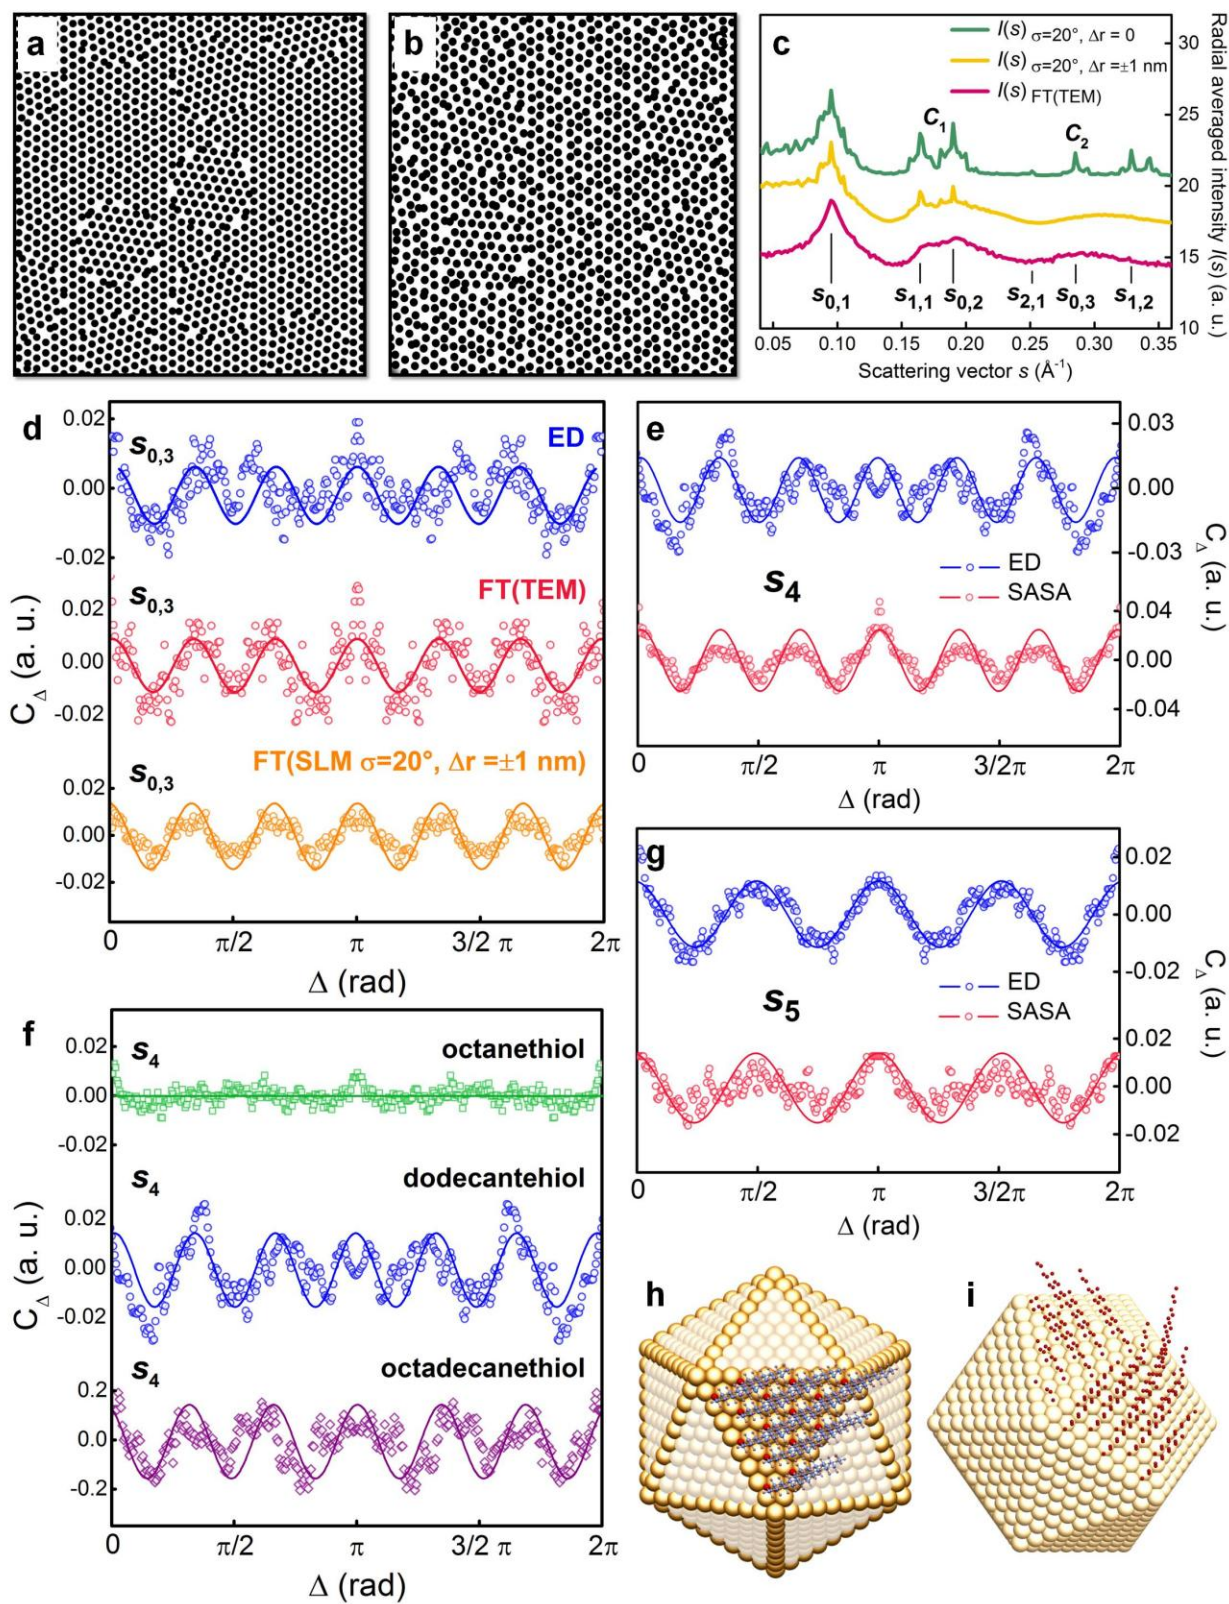 a
b
c
I(s) σ=20°, Δr = 0
I(s) σ=20°, Δr =±1 nm
I(s) FT(TEM)
C1
C2
s0,1
s1,1
s0,2
s2,1
s0,3
s1,2
30
25
20
15
10
Radial averaged intensity I(s) (a. u.)
0.05 0.10 0.15 0.20 0.25 0.30 0.35
Scattering vector s (Å-1)
d
s0,3
ED
s0,3
FT(TEM)
s0,3
FT(SLM σ=20°, Δr =±1 nm)
0.02
0.00
-0.02
0.02
0.00
-0.02
0.02
0.00
-0.02
CΔ (a. u.)
0 π/2 π 3/2 π 2π
Δ (rad)
e
0.03
0.00
-0.03
ED
SASA
s4
0.04
0.00
-0.04
CΔ (a. u.)
0 π/2 π 3/2π 2π
Δ (rad)
f
s4
octanethiol
s4
dodecantehiol
s4
octadecanethiol
0.02
0.00
-0.02
0.02
0.00
-0.02
0.2
0.0
-0.2
CΔ (a. u.)
0 π/2 π 3/2 π 2π
Δ (rad)
g
0.02
0.00
-0.02
ED
SASA
s5
0.02
0.00
-0.02
CΔ (a. u.)
0 π/2 π 3/2π 2π
Δ (rad)
h
i